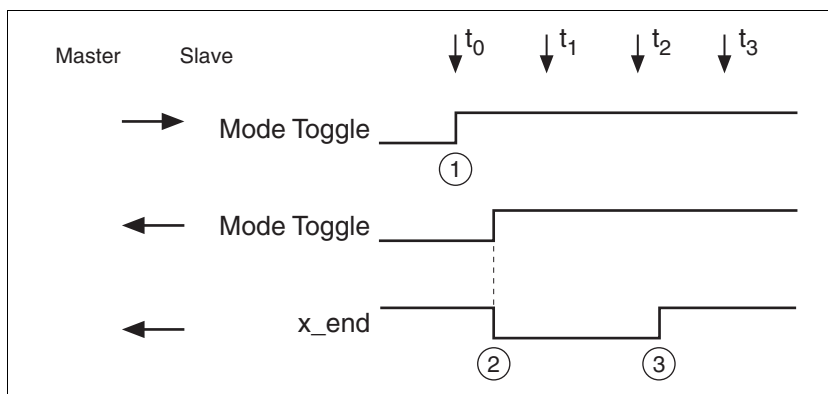 t0 t1 t2 t3
Master Slave
Mode Toggle
1
Mode Toggle
x_end
2 3